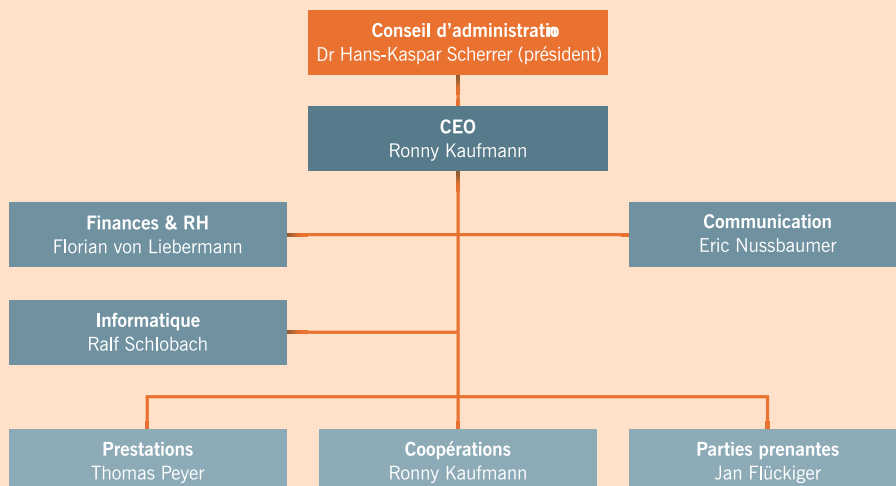 Conseil d’administration
Dr Hans-Kaspar Scherrer (président)
CEO
Ronny Kaufmann
Finances & RH
Florian von Liebermann
Communication
Eric Nussbaumer
Informatique
Ralf Schlobach
Prestations
Thomas Peyer
Coopérations
Ronny Kaufmann
Parties prenantes
Jan Flückiger